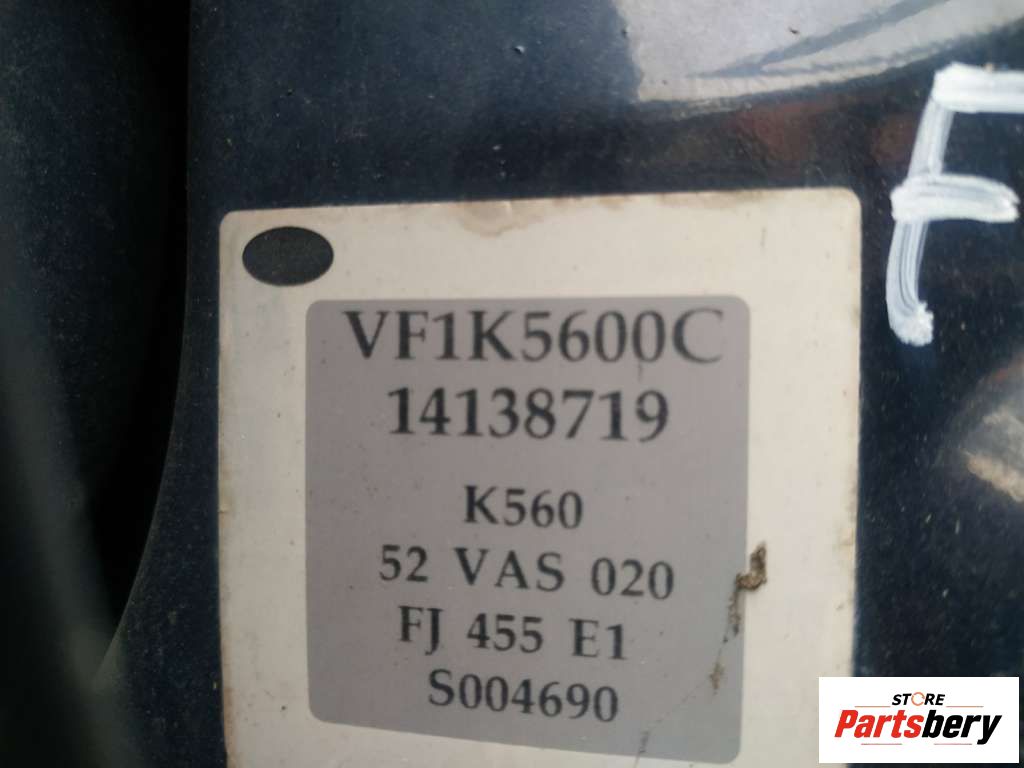 F
VF1K5600C
14138719
K560
52 VAS 020
FJ 455 E1
S004690
STORE
Partsbery